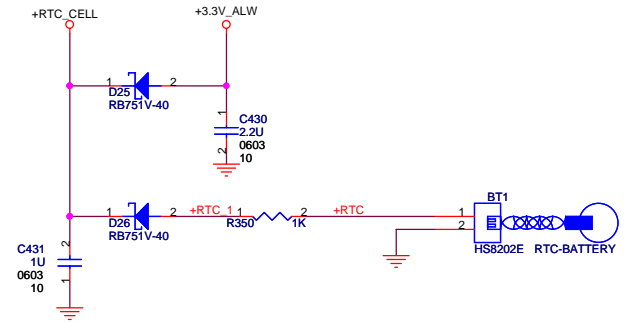 +RTC_CELL
+3.3V_ALW
1
2
D25
RB751V-40
1
C430
2.2U
0603
10
2
1
2
D26
RB751V-40
+RTC_1
1
2
R350
1K
+RTC
BT1
1
2
HS8202E
RTC-BATTERY
2
C431
1U
0603
10
1